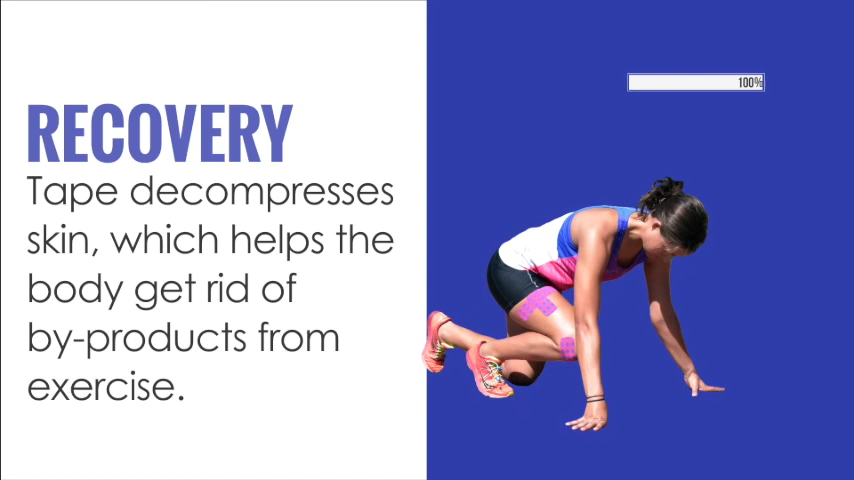 RECOVERY
Tape decompresses
skin, which helps the
body get rid of
by-products from
exercise.
100%